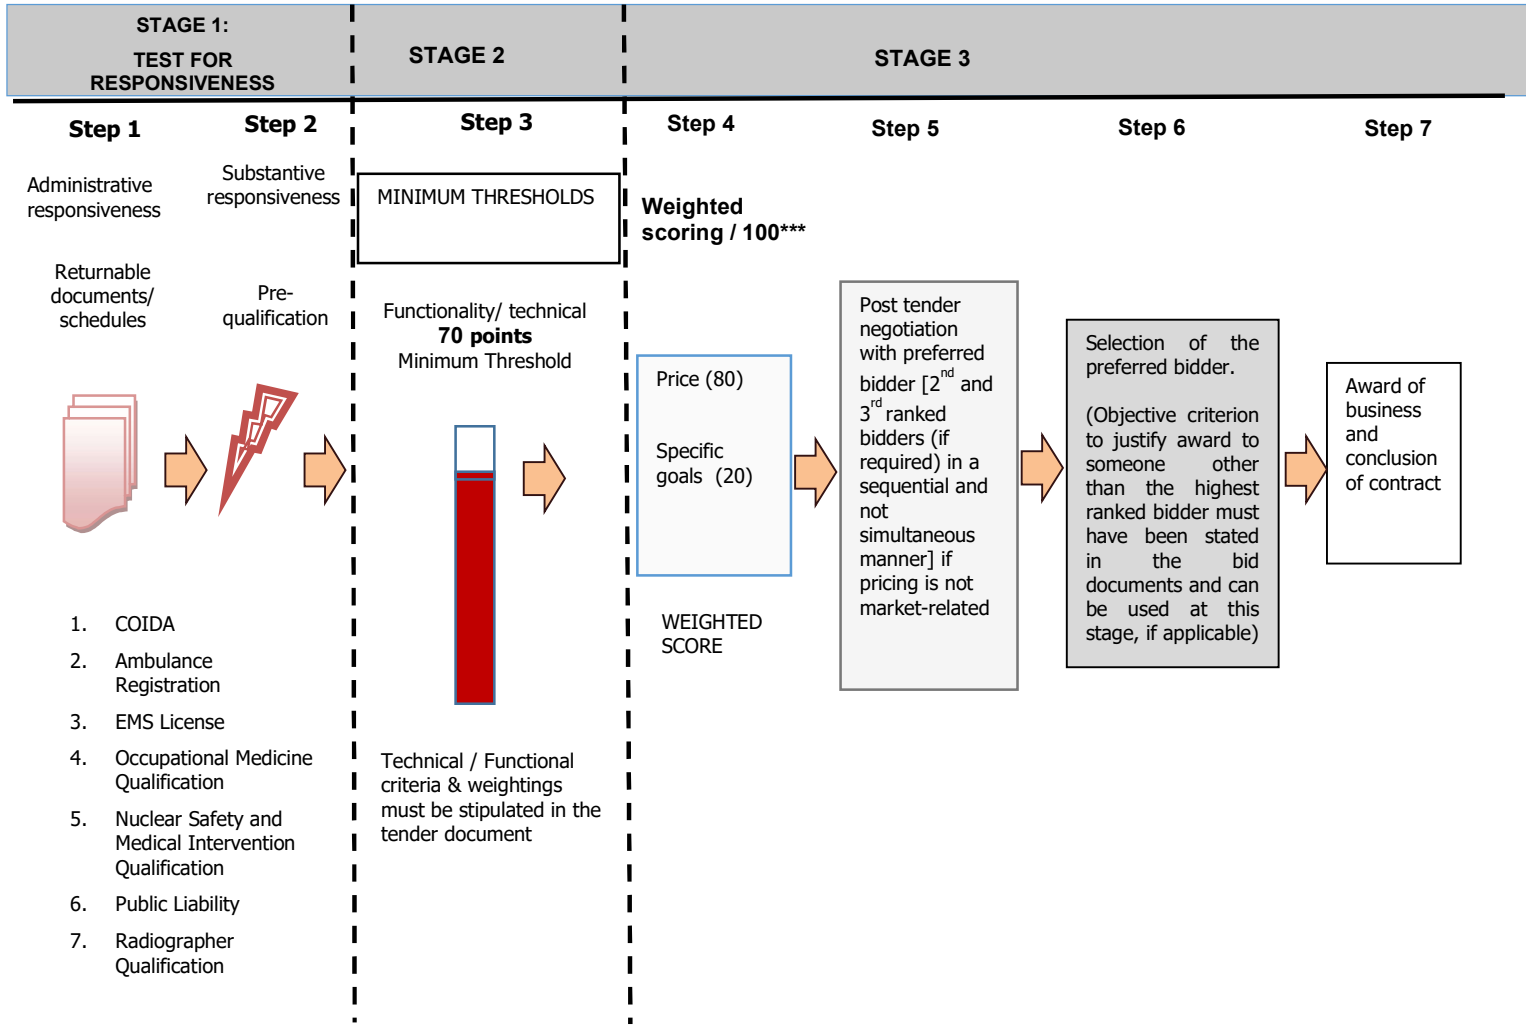 STAGE 1:
TEST FOR
RESPONSIVENESS
STAGE 2
STAGE 3
Step 1
Step 2
Step 3
Step 4
Step 5
Step 6
Step 7
Administrative
responsiveness
Returnable
documents/
schedules
Substantive
responsiveness
Pre-
qualification
1. COIDA
2. Ambulance
Registration
3. EMS License
4. Occupational Medicine
Qualification
5. Nuclear Safety and
Medical Intervention
Qualification
6. Public Liability
7. Radiographer
Qualification
MINIMUM THRESHOLDS
Functionality/ technical
70 points
Minimum Threshold
Technical / Functional
criteria & weightings
must be stipulated in the
tender document
Weighted
scoring / 100***
Price (80)
Specific
goals (20)
WEIGHTED
SCORE
Post tender
negotiation
with preferred
bidder [2nd and
3rd ranked
bidders (if
required) in a
sequential and
not
simultaneous
manner] if
pricing is not
market-related
Selection of the
preferred bidder.
(Objective criterion
to justify award to
someone other
than the highest
ranked bidder must
have been stated
in the bid
documents and can
be used at this
stage, if applicable)
Award of
business
and
conclusion
of contract